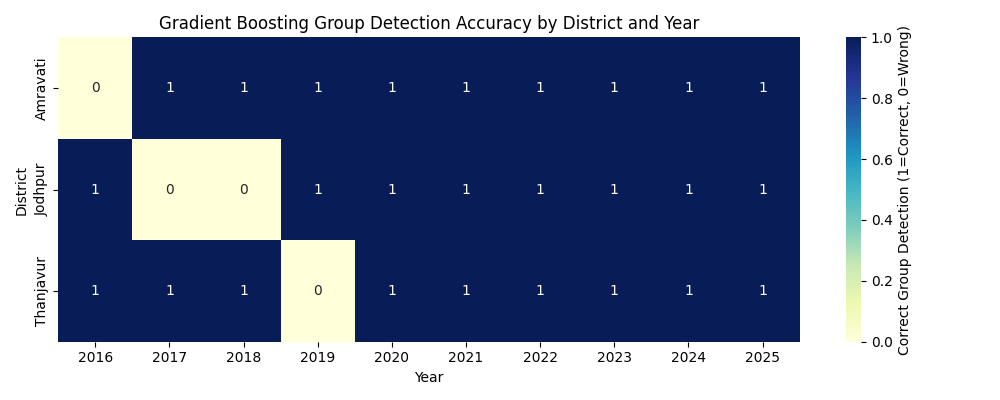 Gradient Boosting Group Detection Accuracy by District and Year
District
Amravati
0 1 1 1 1 1 1 1 1 1
Jodhpur
1 0 0 1 1 1 1 1 1 1
Thanjavur
1 1 1 0 1 1 1 1 1 1
2016 2017 2018 2019 2020 2021 2022 2023 2024 2025
Year
1.0
0.8
0.6
0.4
0.2
0.0
Correct Group Detection (1=Correct, 0=Wrong)